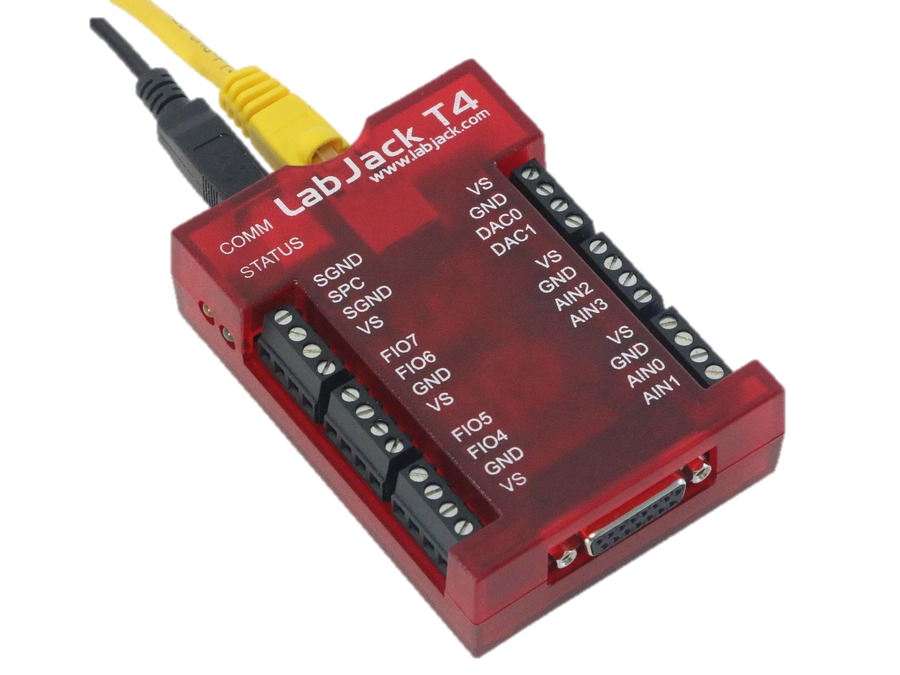 LabJack T4
www.labjack.com
COMM
STATUS
SGND
SPC
SGND
VS
FIO7
FIO6
GND
VS
FIO5
FIO4
GND
VS
VS
GND
DAC0
DAC1
VS
GND
AIN2
AIN3
VS
GND
AIN0
AIN1